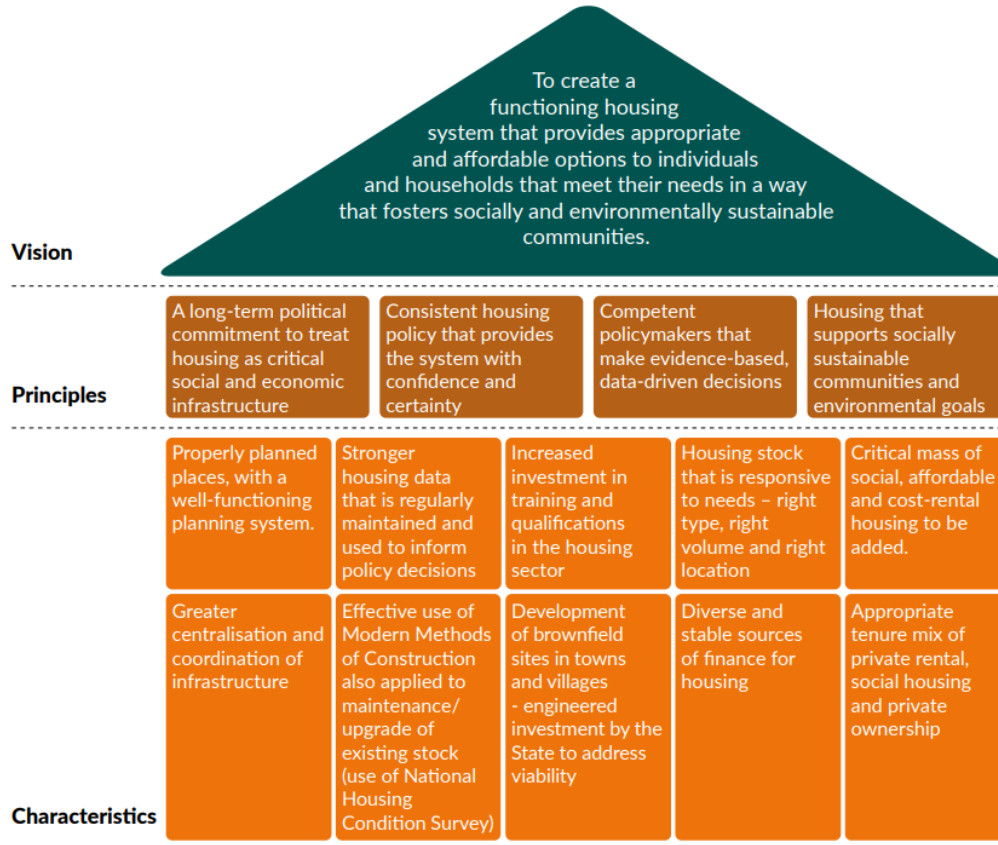 To create a
functioning housing
system that provides appropriate
and affordable options to individuals
and households that meet their needs in a way
that fosters socially and environmentally sustainable
communities.
Vision
A long-term political
commitment to treat
housing as critical
social and economic
infrastructure
Consistent housing
policy that provides
the system with
confidence and
certainty
Competent
policymakers that
make evidence-based,
data-driven decisions
Housing that
supports socially
sustainable
communities and
environmental goals
Principles
Properly planned
places, with a
well-functioning
planning system.
Stronger
housing data
that is regularly
maintained and
used to inform
policy decisions
Increased
investment in
training and
qualifications
in the housing
sector
Housing stock
that is responsive
to needs – right
type, right
volume and right
location
Critical mass of
social, affordable
and cost-rental
housing to be
added.
Greater
centralisation and
coordination of
infrastructure
Effective use of
Modern Methods
of Construction
also applied to
maintenance/
upgrade of
existing stock
(use of National
Housing
Condition Survey)
Development
of brownfield
sites in towns
and villages
- engineered
investment by the
State to address
viability
Diverse and
stable sources
of finance for
housing
Appropriate
tenure mix of
private rental,
social housing
and private
ownership
Characteristics